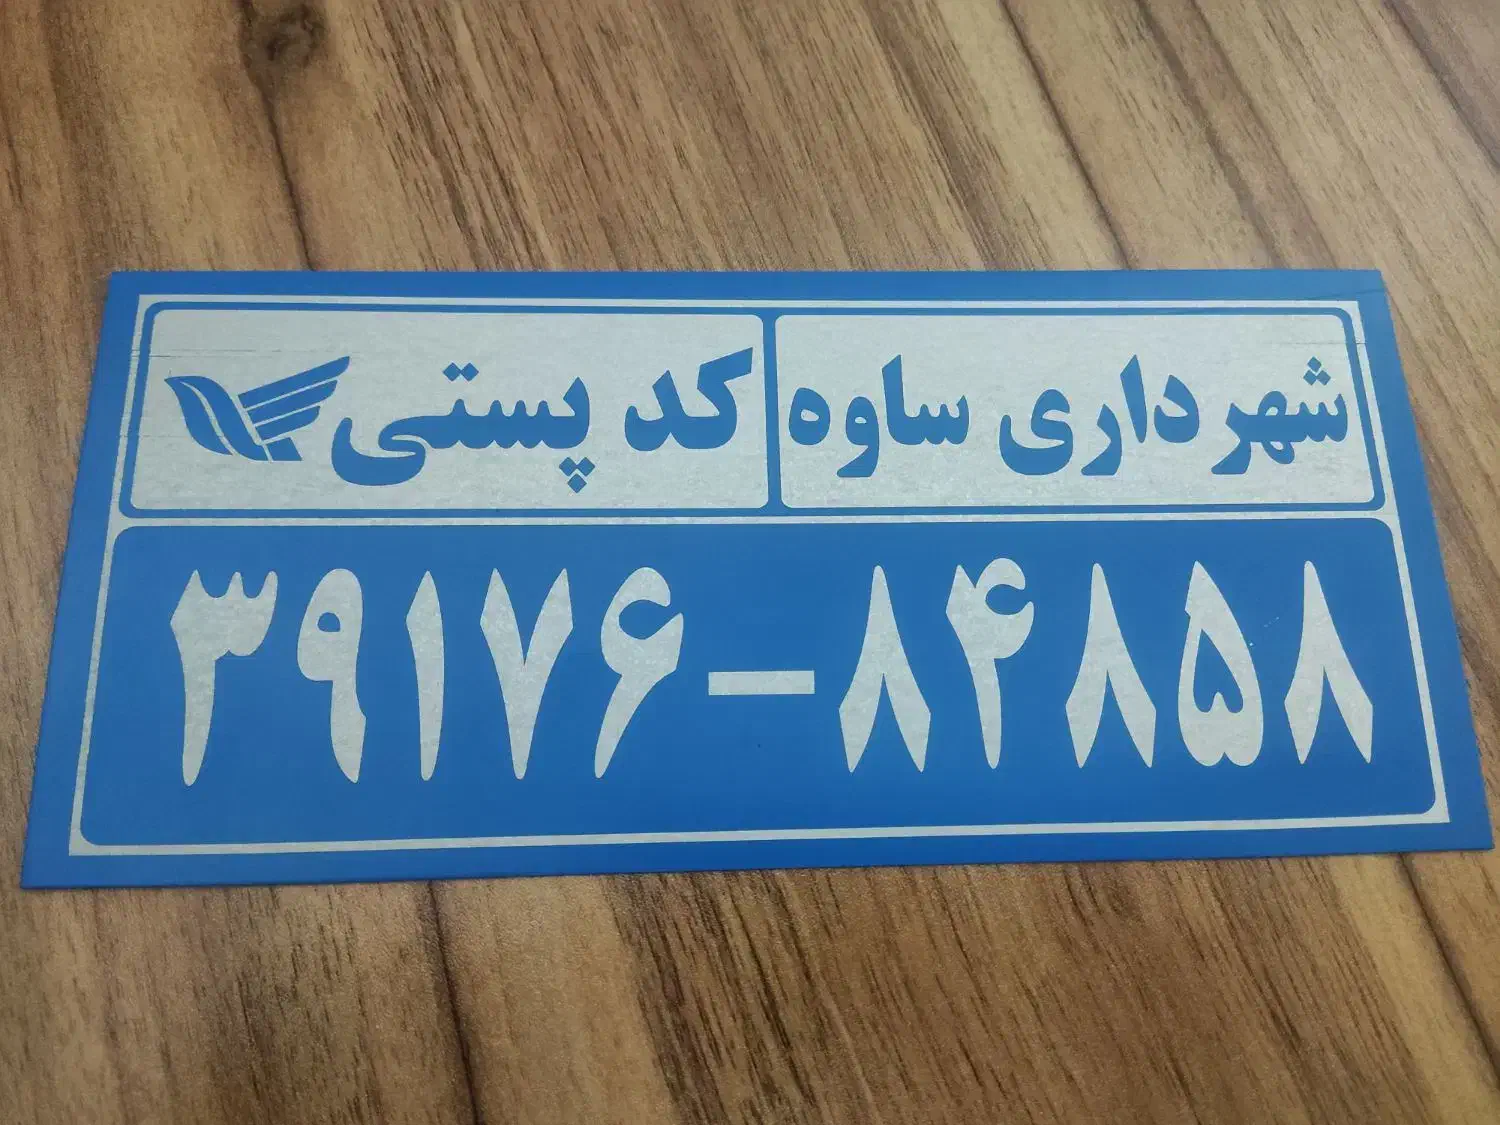 شهرداری ساوه
کد پستی
۳۹۱۷۶-۸۴۸۵۸